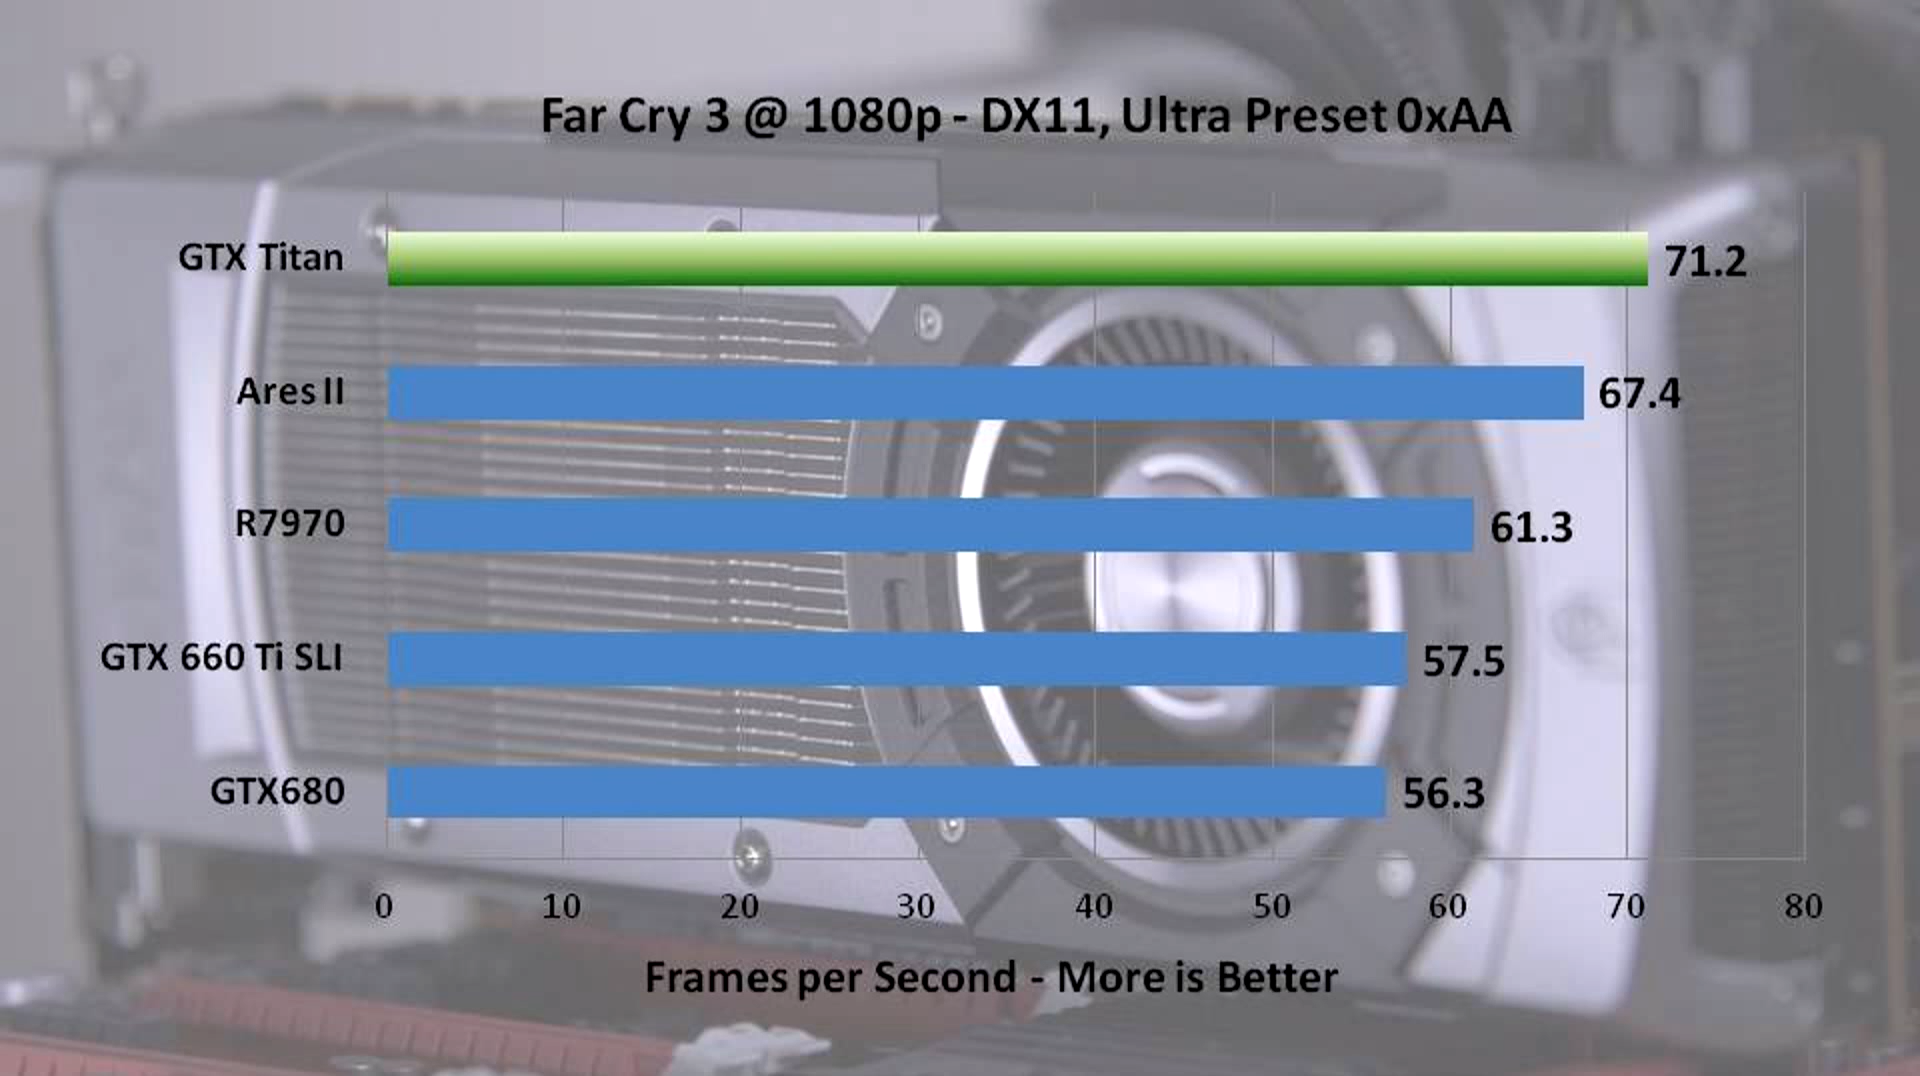 Far Cry 3 @ 1080p - DX11, Ultra Preset 0xAA
GTX Titan 71.2
Ares II 67.4
R7970 61.3
GTX 660 Ti SLI 57.5
GTX680 56.3
0 10 20 30 40 50 60 70 80
Frames per Second - More is Better